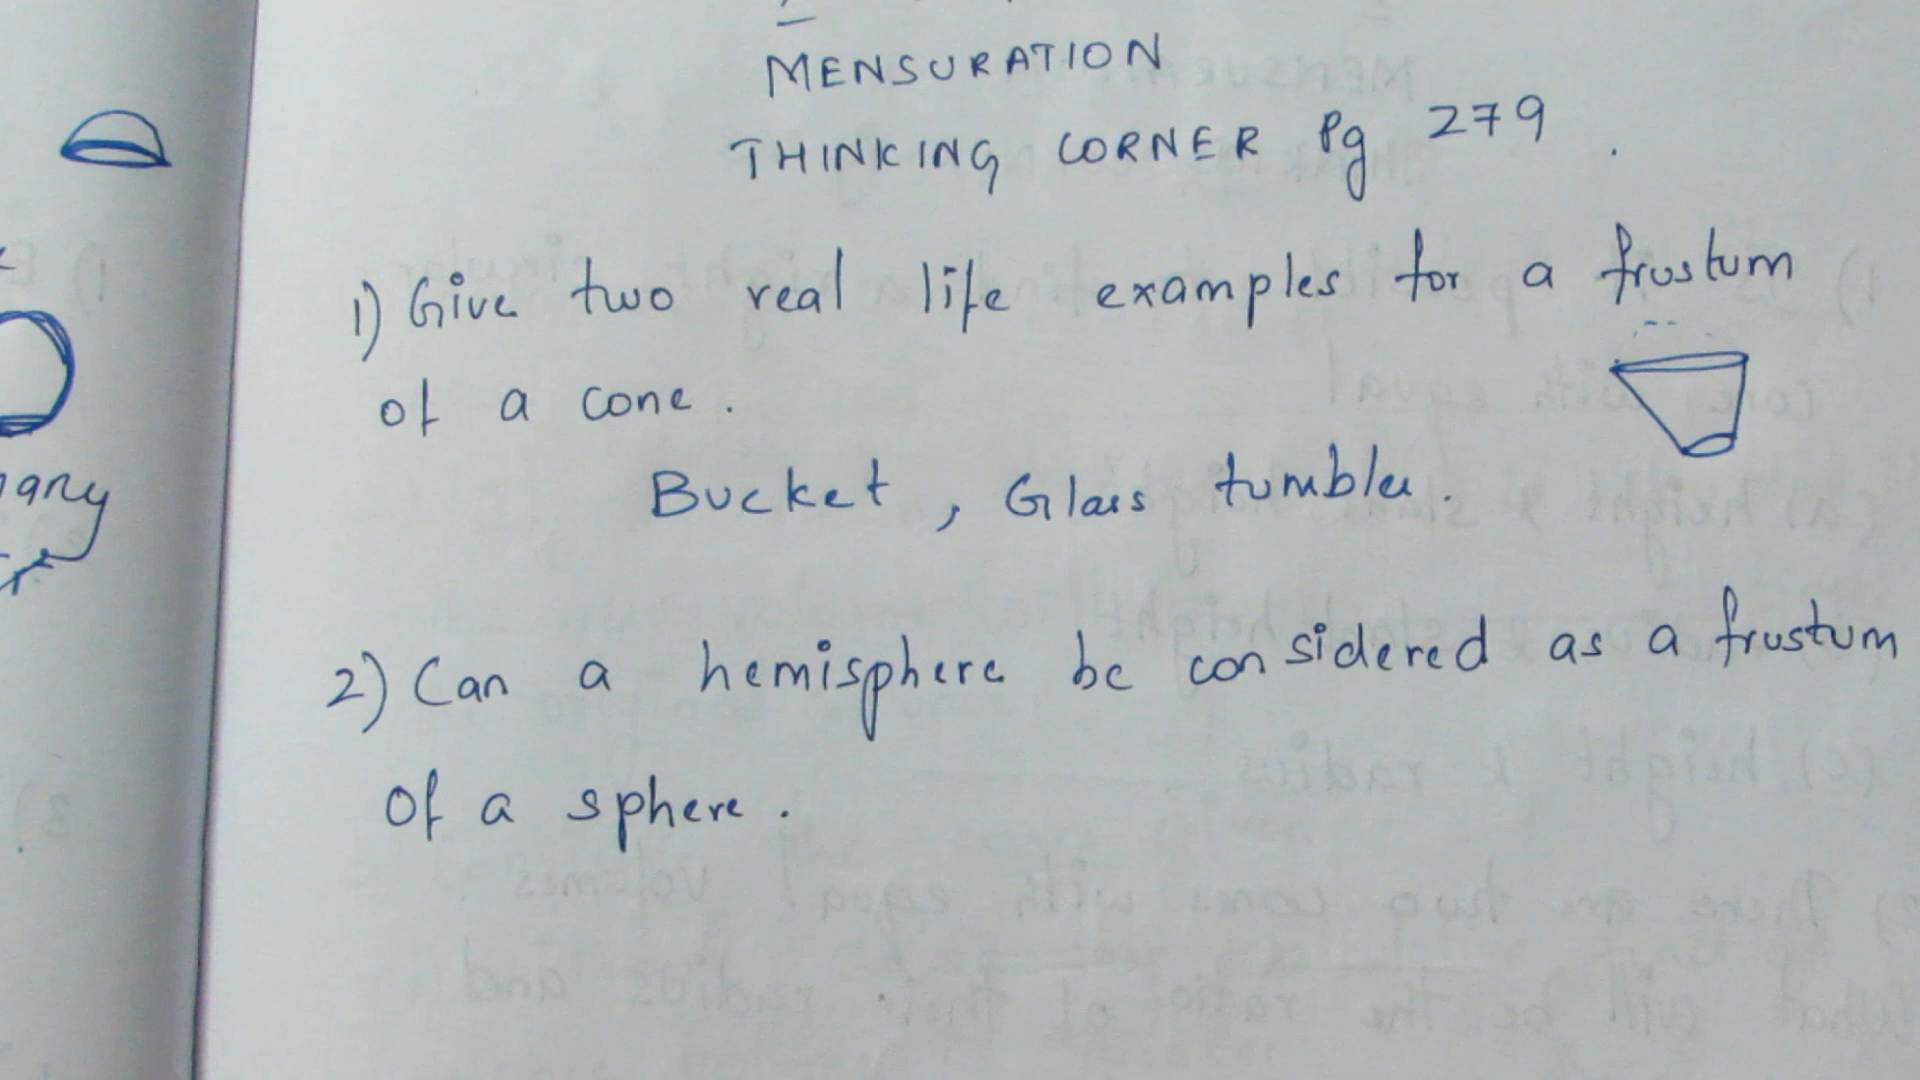 MENSURATION
THINKING CORNER Pg 279.
1) Give two real life examples for a frustum
of a cone.
Bucket, Glass tumbler.
2) Can a hemisphere be considered as a frustum
of a sphere.